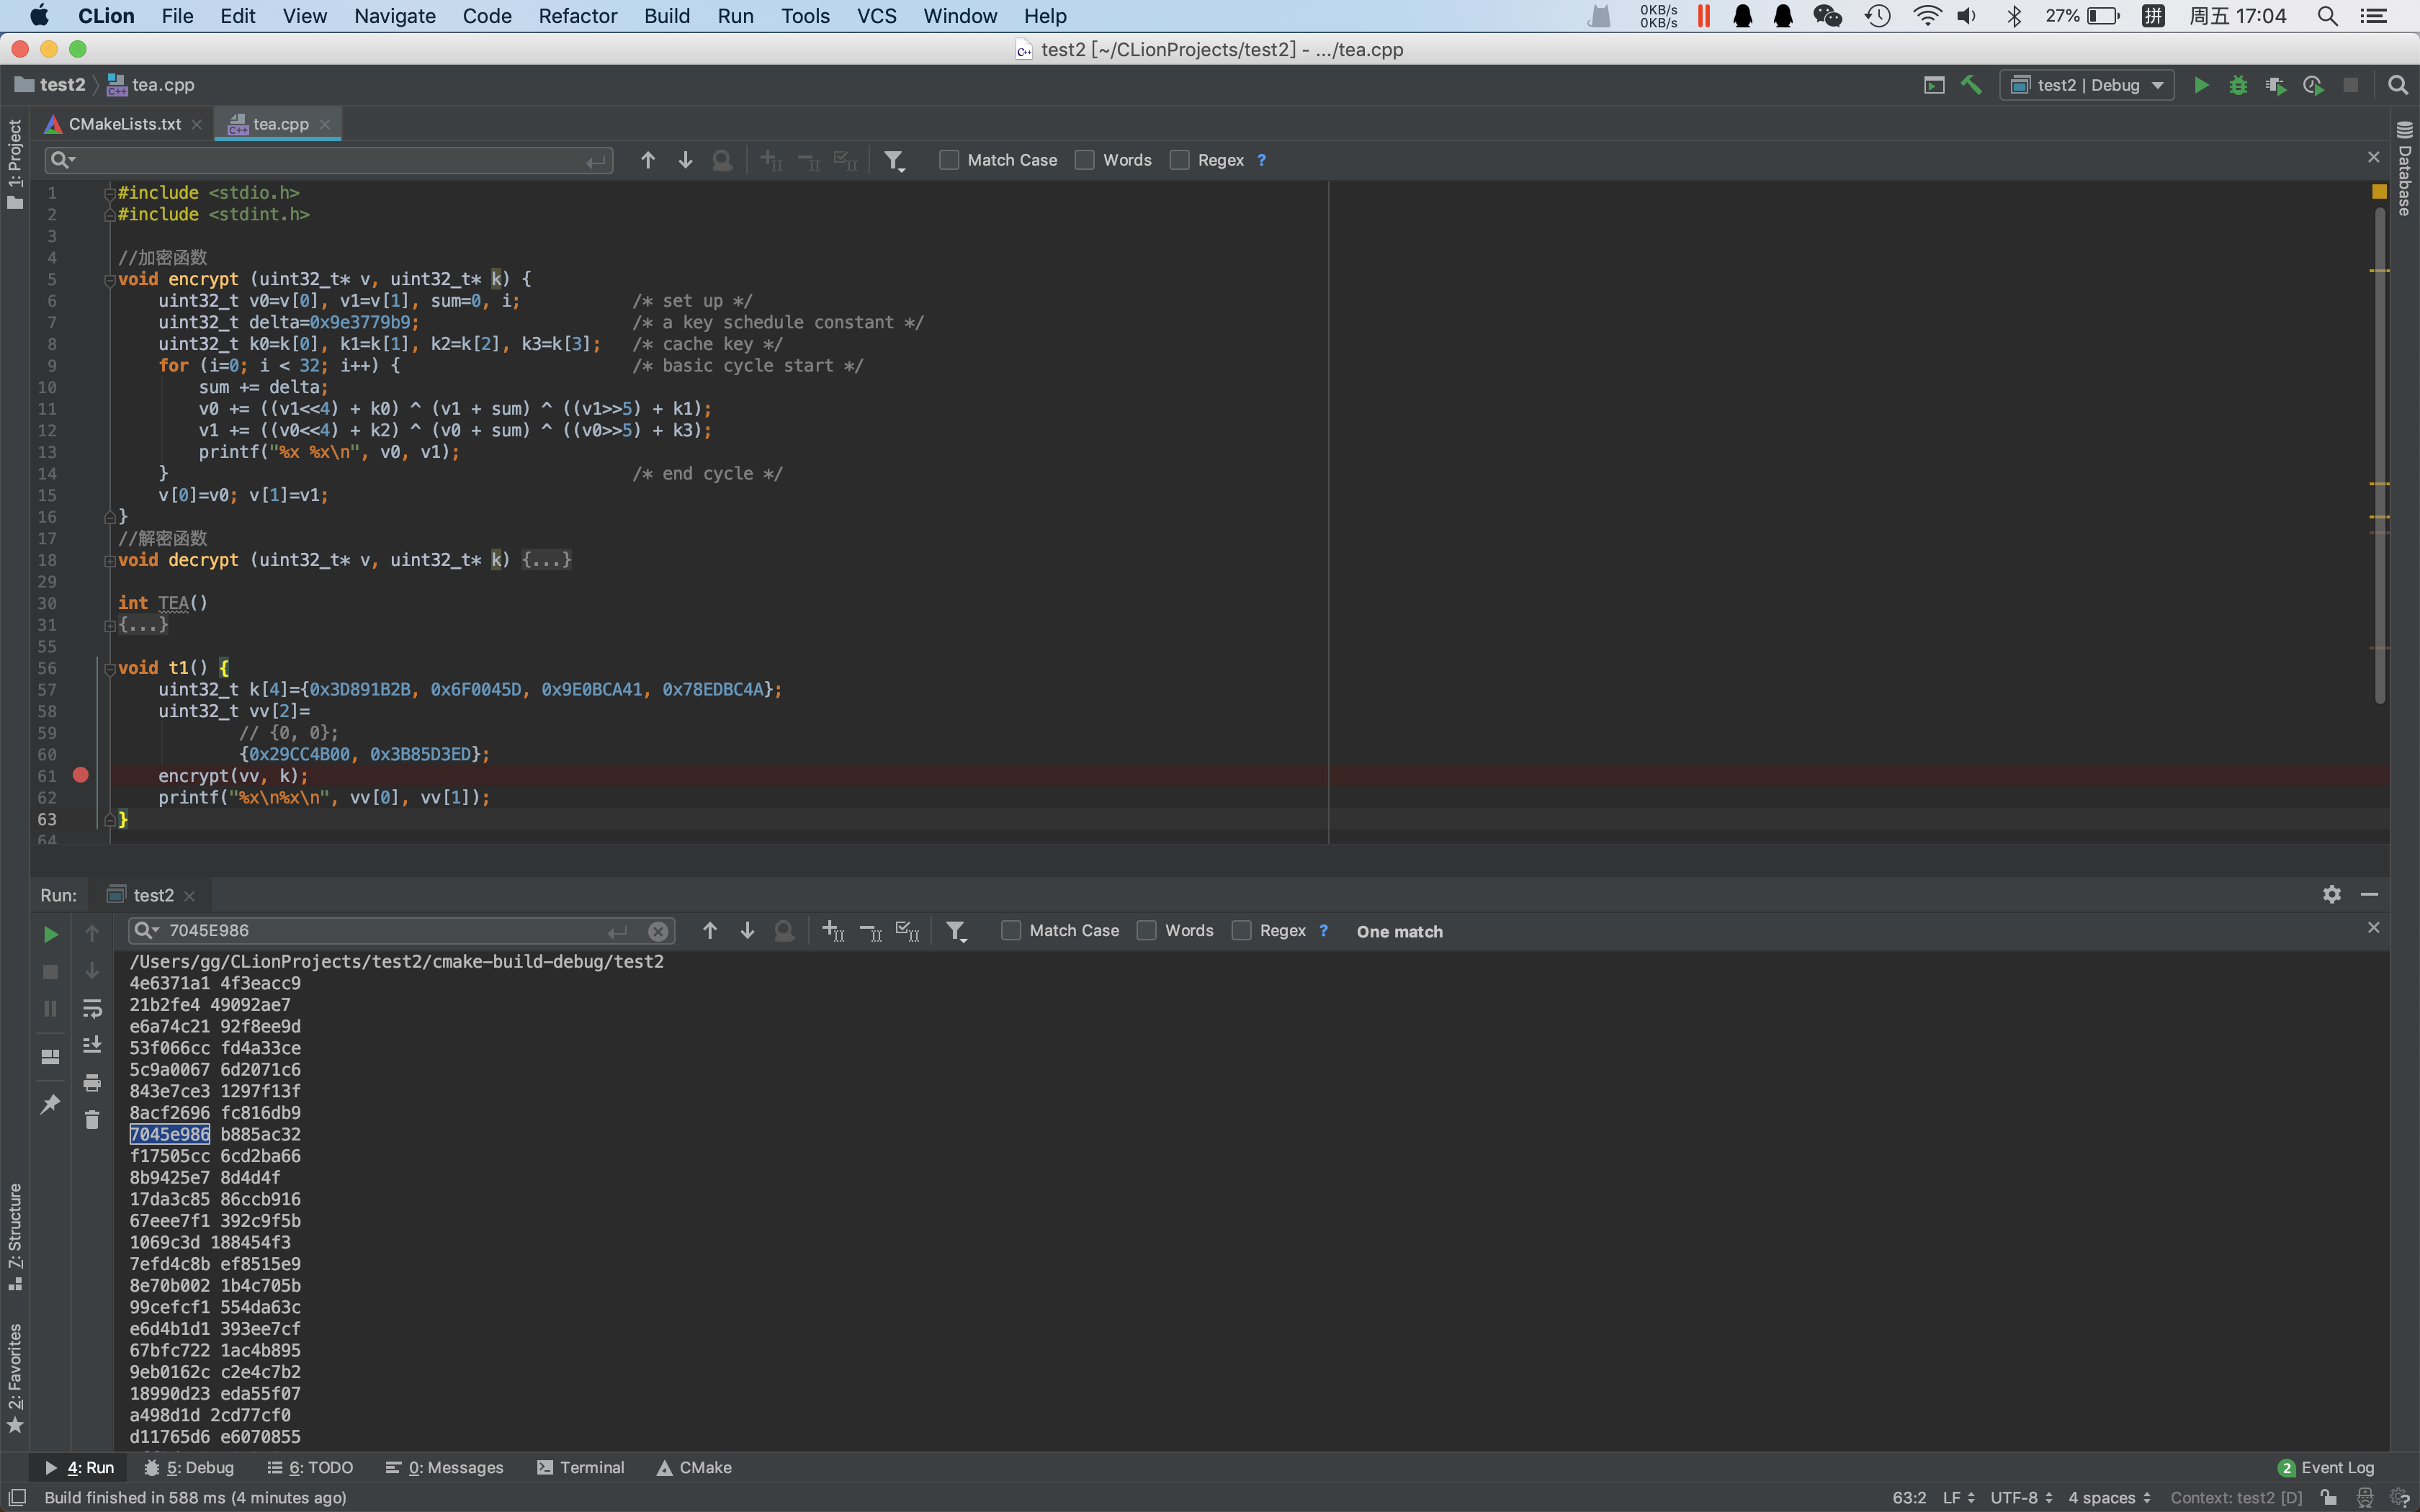 CLion File Edit View Navigate Code Refactor Build Run Tools VCS Window Help 0KB/s 0KB/s 27% 拼 周五 17:04
test2 [~/CLionProjects/test2] - .../tea.cpp
test2 tea.cpp test2 | Debug
CMakeLists.txt tea.cpp
Match Case Words Regex ?
1: Project
Database
1 #include <stdio.h>
2 #include <stdint.h>
3
4 //加密函数
5 void encrypt (uint32_t* v, uint32_t* k) {
6 uint32_t v0=v[0], v1=v[1], sum=0, i; /* set up */
7 uint32_t delta=0x9e3779b9; /* a key schedule constant */
8 uint32_t k0=k[0], k1=k[1], k2=k[2], k3=k[3]; /* cache key */
9 for (i=0; i < 32; i++) { /* basic cycle start */
10 sum += delta;
11 v0 += ((v1<<4) + k0) ^ (v1 + sum) ^ ((v1>>5) + k1);
12 v1 += ((v0<<4) + k2) ^ (v0 + sum) ^ ((v0>>5) + k3);
13 printf("%x %x\n", v0, v1);
14 } /* end cycle */
15 v[0]=v0; v[1]=v1;
16 }
17 //解密函数
18 void decrypt (uint32_t* v, uint32_t* k) {...}
29
30 int TEA()
31 {...}
55
56 void t1() {
57 uint32_t k[4]={0x3D891B2B, 0x6F0045D, 0x9E0BCA41, 0x78EDBC4A};
58 uint32_t vv[2]=
59 // {0, 0};
60 {0x29CC4B00, 0x3B85D3ED};
61 encrypt(vv, k);
62 printf("%x\n%x\n", vv[0], vv[1]);
63 }
64
Run: test2
7045E986 Match Case Words Regex ? One match
/Users/gg/CLionProjects/test2/cmake-build-debug/test2
4e6371a1 4f3eacc9
21b2fe4 49092ae7
e6a74c21 92f8ee9d
53f066cc fd4a33ce
5c9a0067 6d2071c6
843e7ce3 1297f13f
8acf2696 fc816db9
7045e986 b885ac32
f17505cc 6cd2ba66
8b9425e7 8d4d4f
17da3c85 86ccb916
67eee7f1 392c9f5b
1069c3d 188454f3
7efd4c8b ef8515e9
8e70b002 1b4c705b
99cefcf1 554da63c
e6d4b1d1 393ee7cf
67bfc722 1ac4b895
9eb0162c c2e4c7b2
18990d23 eda55f07
a498d1d 2cd77cf0
d11765d6 e6070855
7: Structure
2: Favorites
4: Run 5: Debug 6: TODO 0: Messages Terminal CMake 2 Event Log
Build finished in 588 ms (4 minutes ago) 63:2 LF UTF-8 4 spaces Context: test2 [D]